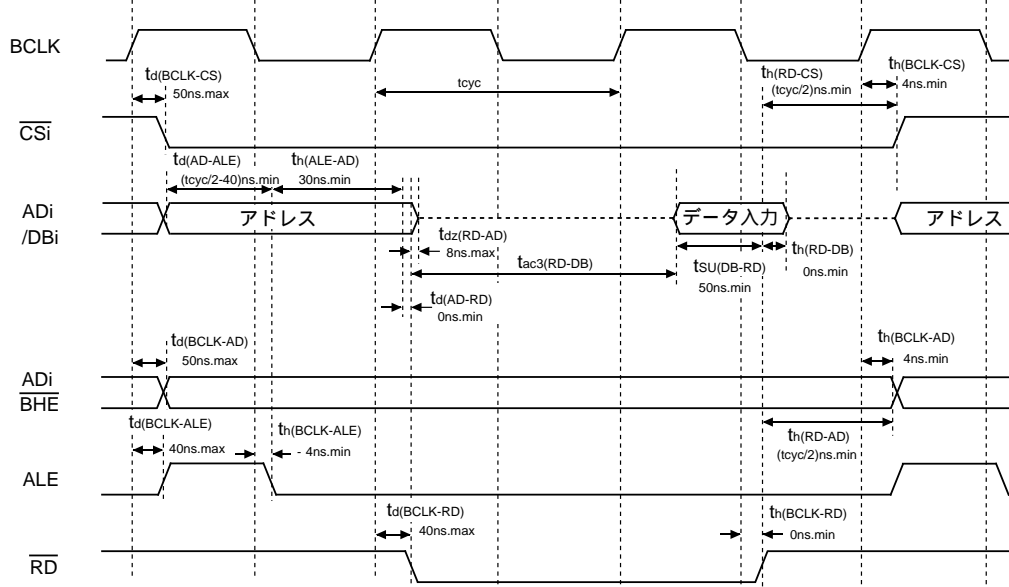 BCLK
td(BCLK-CS)
50ns.max
tcyc
th(RD-CS)
(tcyc/2)ns.min
th(BCLK-CS)
4ns.min
CSi
td(AD-ALE)
(tcyc/2-40)ns.min
th(ALE-AD)
30ns.min
ADi
/DBi
アドレス
データ入力
アドレス
tdz(RD-AD)
8ns.max
tac3(RD-DB)
tSU(DB-RD)
50ns.min
th(RD-DB)
0ns.min
td(AD-RD)
0ns.min
td(BCLK-AD)
50ns.max
th(BCLK-AD)
4ns.min
ADi
BHE
td(BCLK-ALE)
40ns.max
th(BCLK-ALE)
- 4ns.min
th(RD-AD)
(tcyc/2)ns.min
ALE
td(BCLK-RD)
40ns.max
th(BCLK-RD)
0ns.min
RD